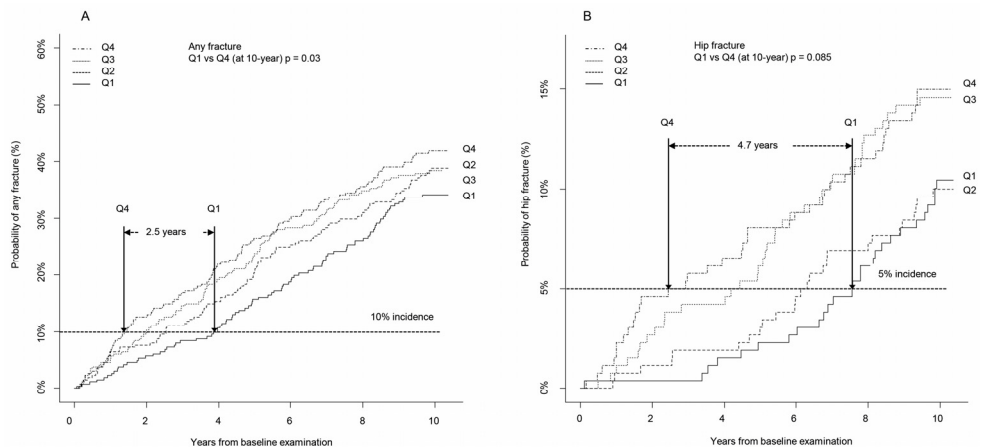 A
Q4
Q3
Q2
Q1
Any fracture
Q1 vs Q4 (at 10-year) p = 0.03
Probability of any fracture (%)
60%
50%
40%
30%
20%
10%
0%
Q4
Q1
2.5 years
10% incidence
Q4
Q2
Q3
Q1
0 2 4 6 8 10
Years from baseline examination
B
Q4
Q3
Q2
Q1
Hip fracture
Q1 vs Q4 (at 10-year) p = 0.085
Probability of hip fracture (%)
15%
10%
5%
0%
Q4
Q1
4.7 years
5% incidence
Q4
Q3
Q1
Q2
0 2 4 6 8 10
Years from baseline examination